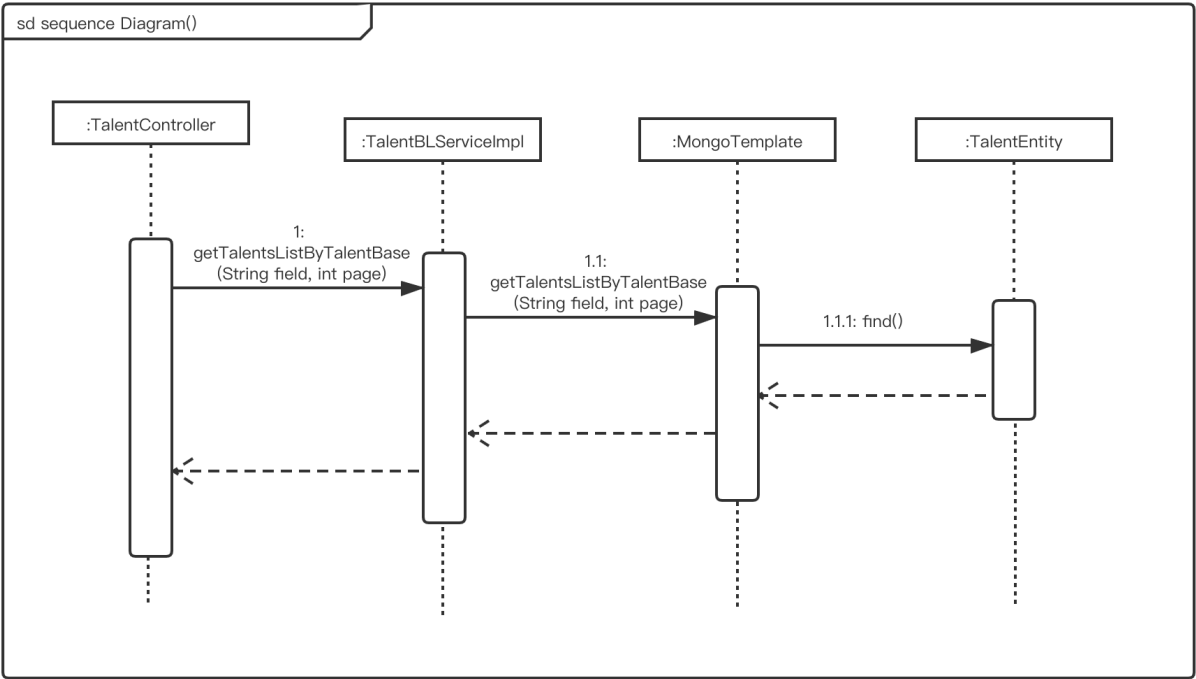 sd sequence Diagram()
:TalentController
:TalentBLServiceImpl
:MongoTemplate
:TalentEntity
1:
getTalentsListByTalentBase
(String field, int page)
1.1:
getTalentsListByTalentBase
(String field, int page)
1.1.1: find()